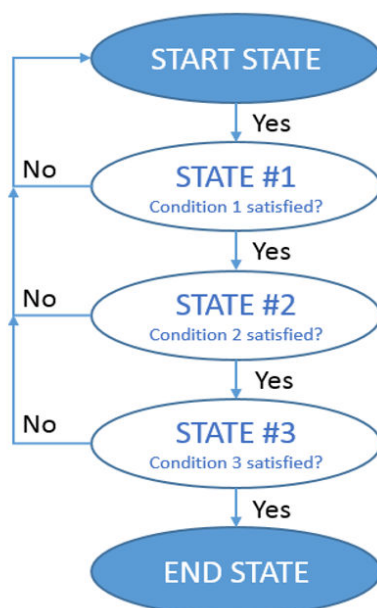 START STATE
Yes
No
STATE #1
Condition 1 satisfied?
Yes
No
STATE #2
Condition 2 satisfied?
Yes
No
STATE #3
Condition 3 satisfied?
Yes
END STATE